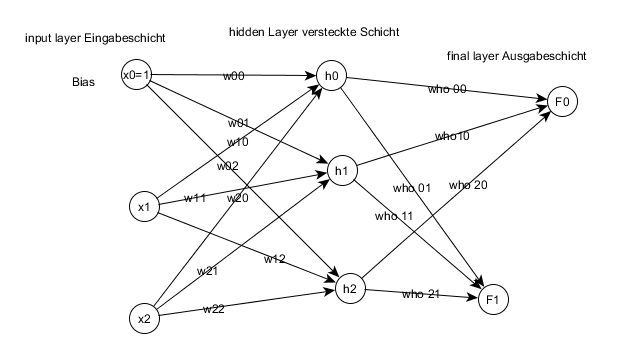 input layer Eingabeschicht
hidden Layer versteckte Schicht
final layer Ausgabeschicht
Bias
x0=1
w00
h0
who 00
F0
w01
w10
who10
w02
h1
who 01
who 20
x1
w11
w20
who 11
w12
w21
h2
who 21
F1
w22
x2